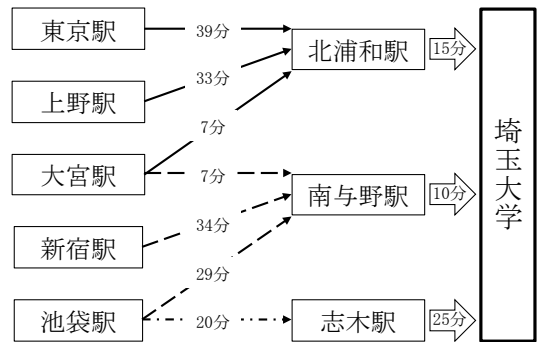 東京駅
39分
北浦和駅
15分
上野駅
33分
7分
大宮駅
7分
南与野駅
10分
新宿駅
34分
29分
池袋駅
20分
志木駅
25分
埼玉大学